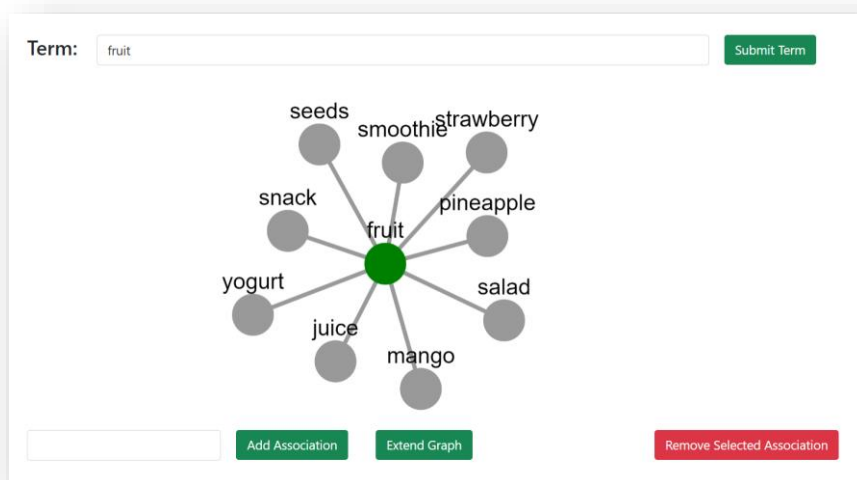 Term: fruit Submit Term
seeds
smoothie
strawberry
snack
pineapple
fruit
yogurt
salad
juice
mango
Add Association Extend Graph Remove Selected Association